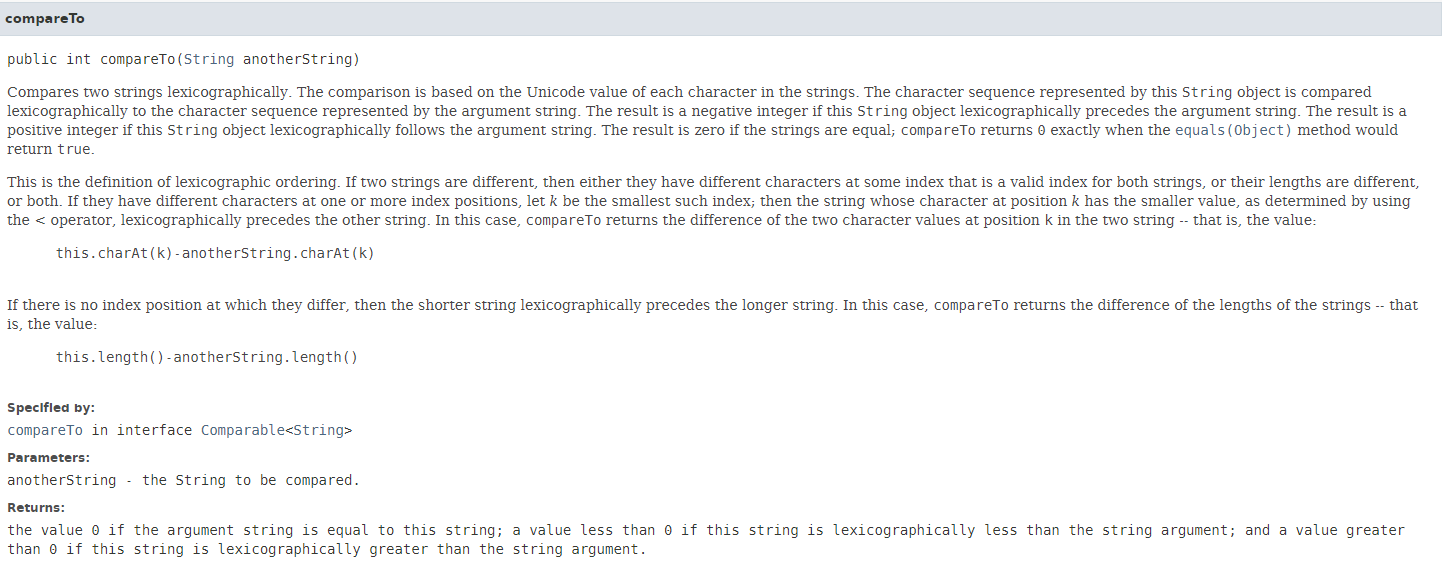 compareTo
public int compareTo(String anotherString)
Compares two strings lexicographically. The comparison is based on the Unicode value of each character in the strings. The character sequence represented by this String object is compared
lexicographically to the character sequence represented by the argument string. The result is a negative integer if this String object lexicographically precedes the argument string. The result is a
positive integer if this String object lexicographically follows the argument string. The result is zero if the strings are equal; compareTo returns 0 exactly when the equals(Object) method would
return true.
This is the definition of lexicographic ordering. If two strings are different, then either they have different characters at some index that is a valid index for both strings, or their lengths are different,
or both. If they have different characters at one or more index positions, let k be the smallest such index; then the string whose character at position k has the smaller value, as determined by using
the < operator, lexicographically precedes the other string. In this case, compareTo returns the difference of the two character values at position k in the two string -- that is, the value:
this.charAt(k)-anotherString.charAt(k)
If there is no index position at which they differ, then the shorter string lexicographically precedes the longer string. In this case, compareTo returns the difference of the lengths of the strings -- that
is, the value:
this.length()-anotherString.length()
Specified by:
compareTo in interface Comparable<String>
Parameters:
anotherString - the String to be compared.
Returns:
the value 0 if the argument string is equal to this string; a value less than 0 if this string is lexicographically less than the string argument; and a value greater
than 0 if this string is lexicographically greater than the string argument.